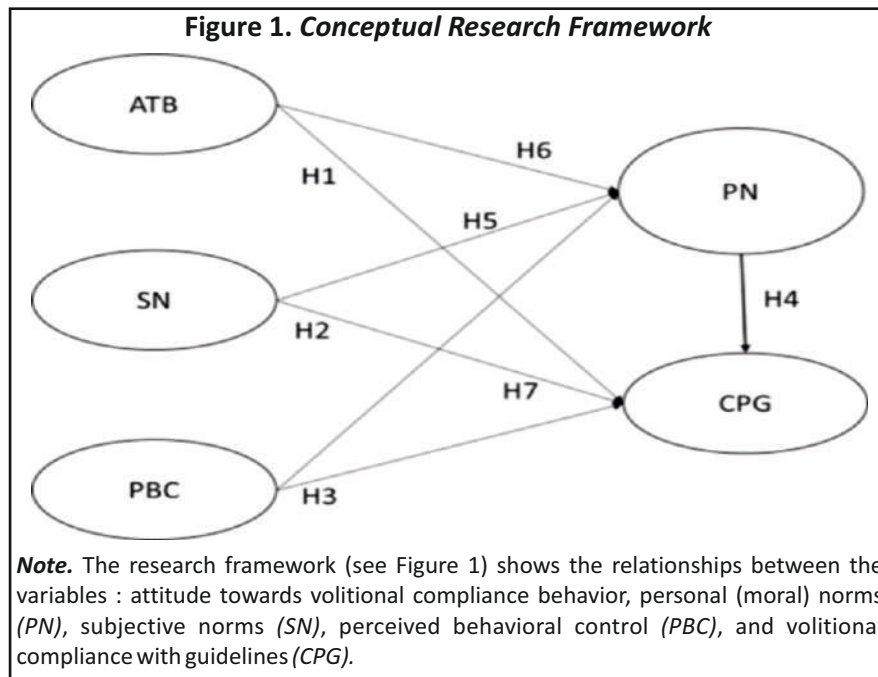 Figure 1. Conceptual Research Framework
ATB
H6
PN
H1
H5
SN
H4
H2
H7
CPG
PBC
H3
Note. The research framework (see Figure 1) shows the relationships between the
variables : attitude towards volitional compliance behavior, personal (moral) norms
(PN), subjective norms (SN), perceived behavioral control (PBC), and volitional
compliance with guidelines (CPG).